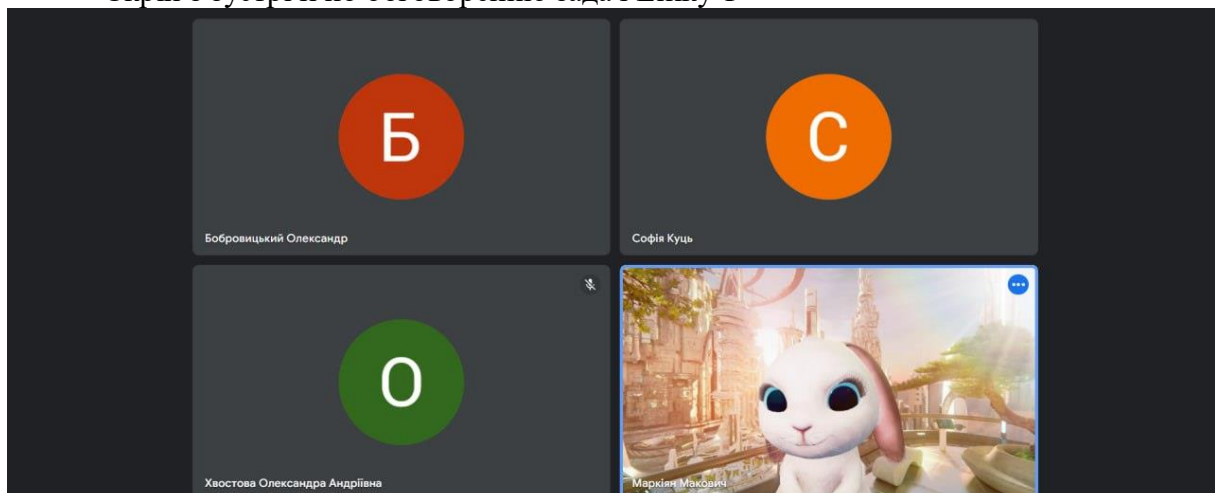 Б
С
Бобровицький Олександр
Софія Куць
О
Хвостова Олександра Андріївна
Маркіян Макович